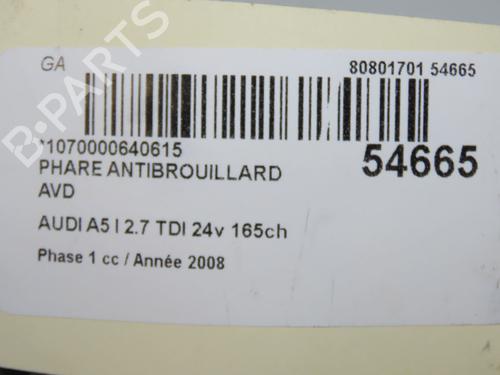 GA
80801701 54665
*1070000640615
54665
PHARE ANTIBROUILLARD
AVD
AUDI A5 I 2.7 TDI 24v 165ch
Phase 1 cc / Année 2008
B-PARTS